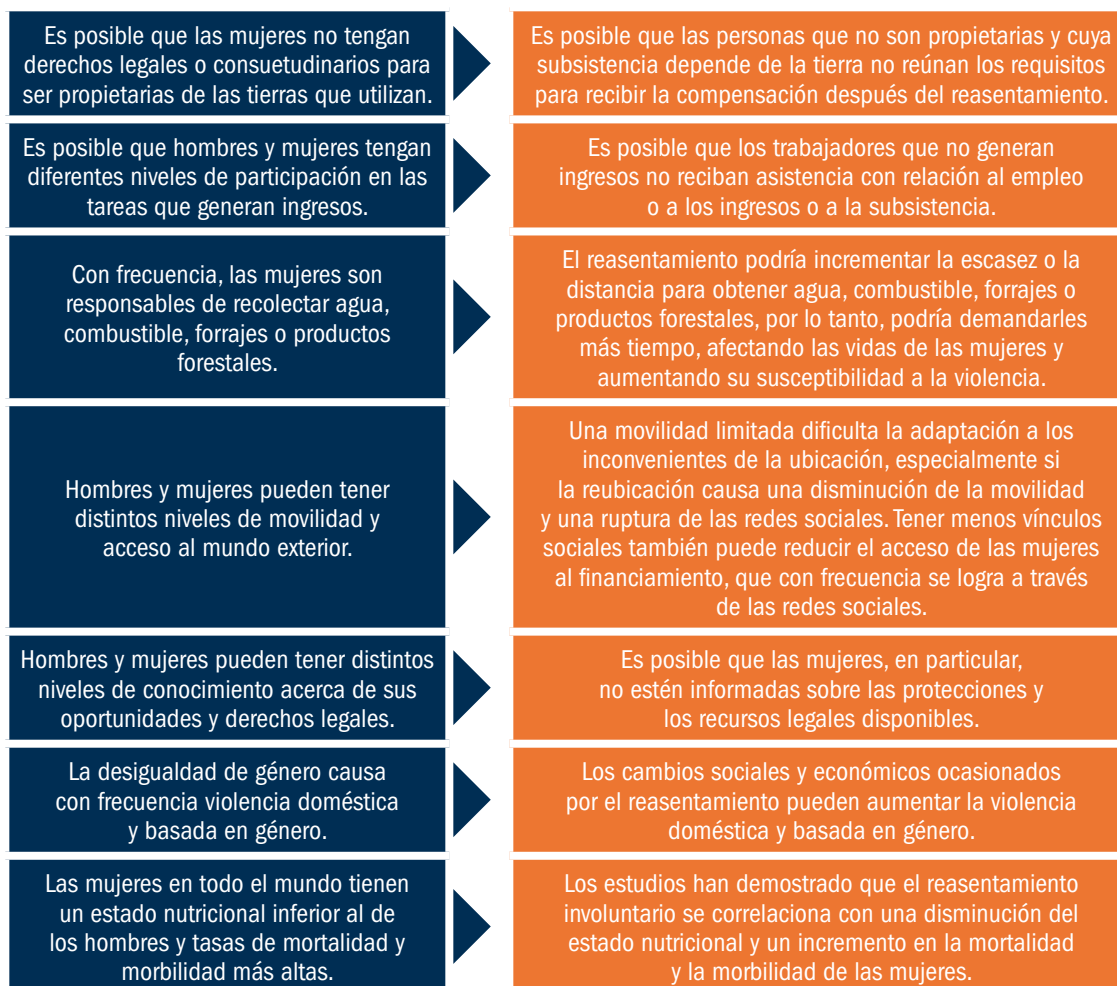 Es posible que las mujeres no tengan
derechos legales o consuetudinarios para
ser propietarias de las tierras que utilizan.
Es posible que las personas que no son propietarias y cuya
subsistencia depende de la tierra no reúnan los requisitos
para recibir la compensación después del reasentamiento.
Es posible que hombres y mujeres tengan
diferentes niveles de participación en las
tareas que generan ingresos.
Es posible que los trabajadores que no generan
ingresos no reciban asistencia con relación al empleo
o a los ingresos o a la subsistencia.
Con frecuencia, las mujeres son
responsables de recolectar agua,
combustible, forrajes o productos
forestales.
El reasentamiento podría incrementar la escasez o la
distancia para obtener agua, combustible, forrajes o
productos forestales, por lo tanto, podría demandarles
más tiempo, afectando las vidas de las mujeres y
aumentando su susceptibilidad a la violencia.
Hombres y mujeres pueden tener
distintos niveles de movilidad y
acceso al mundo exterior.
Una movilidad limitada dificulta la adaptación a los
inconvenientes de la ubicación, especialmente si
la reubicación causa una disminución de la movilidad
y una ruptura de las redes sociales. Tener menos vínculos
sociales también puede reducir el acceso de las mujeres
al financiamiento, que con frecuencia se logra a través
de las redes sociales.
Hombres y mujeres pueden tener distintos
niveles de conocimiento acerca de sus
oportunidades y derechos legales.
Es posible que las mujeres, en particular,
no estén informadas sobre las protecciones y
los recursos legales disponibles.
La desigualdad de género causa
con frecuencia violencia doméstica
y basada en género.
Los cambios sociales y económicos ocasionados
por el reasentamiento pueden aumentar la violencia
doméstica y basada en género.
Las mujeres en todo el mundo tienen
un estado nutricional inferior al de
los hombres y tasas de mortalidad y
morbilidad más altas.
Los estudios han demostrado que el reasentamiento
involuntario se correlaciona con una disminución del
estado nutricional y un incremento en la mortalidad
y la morbilidad de las mujeres.